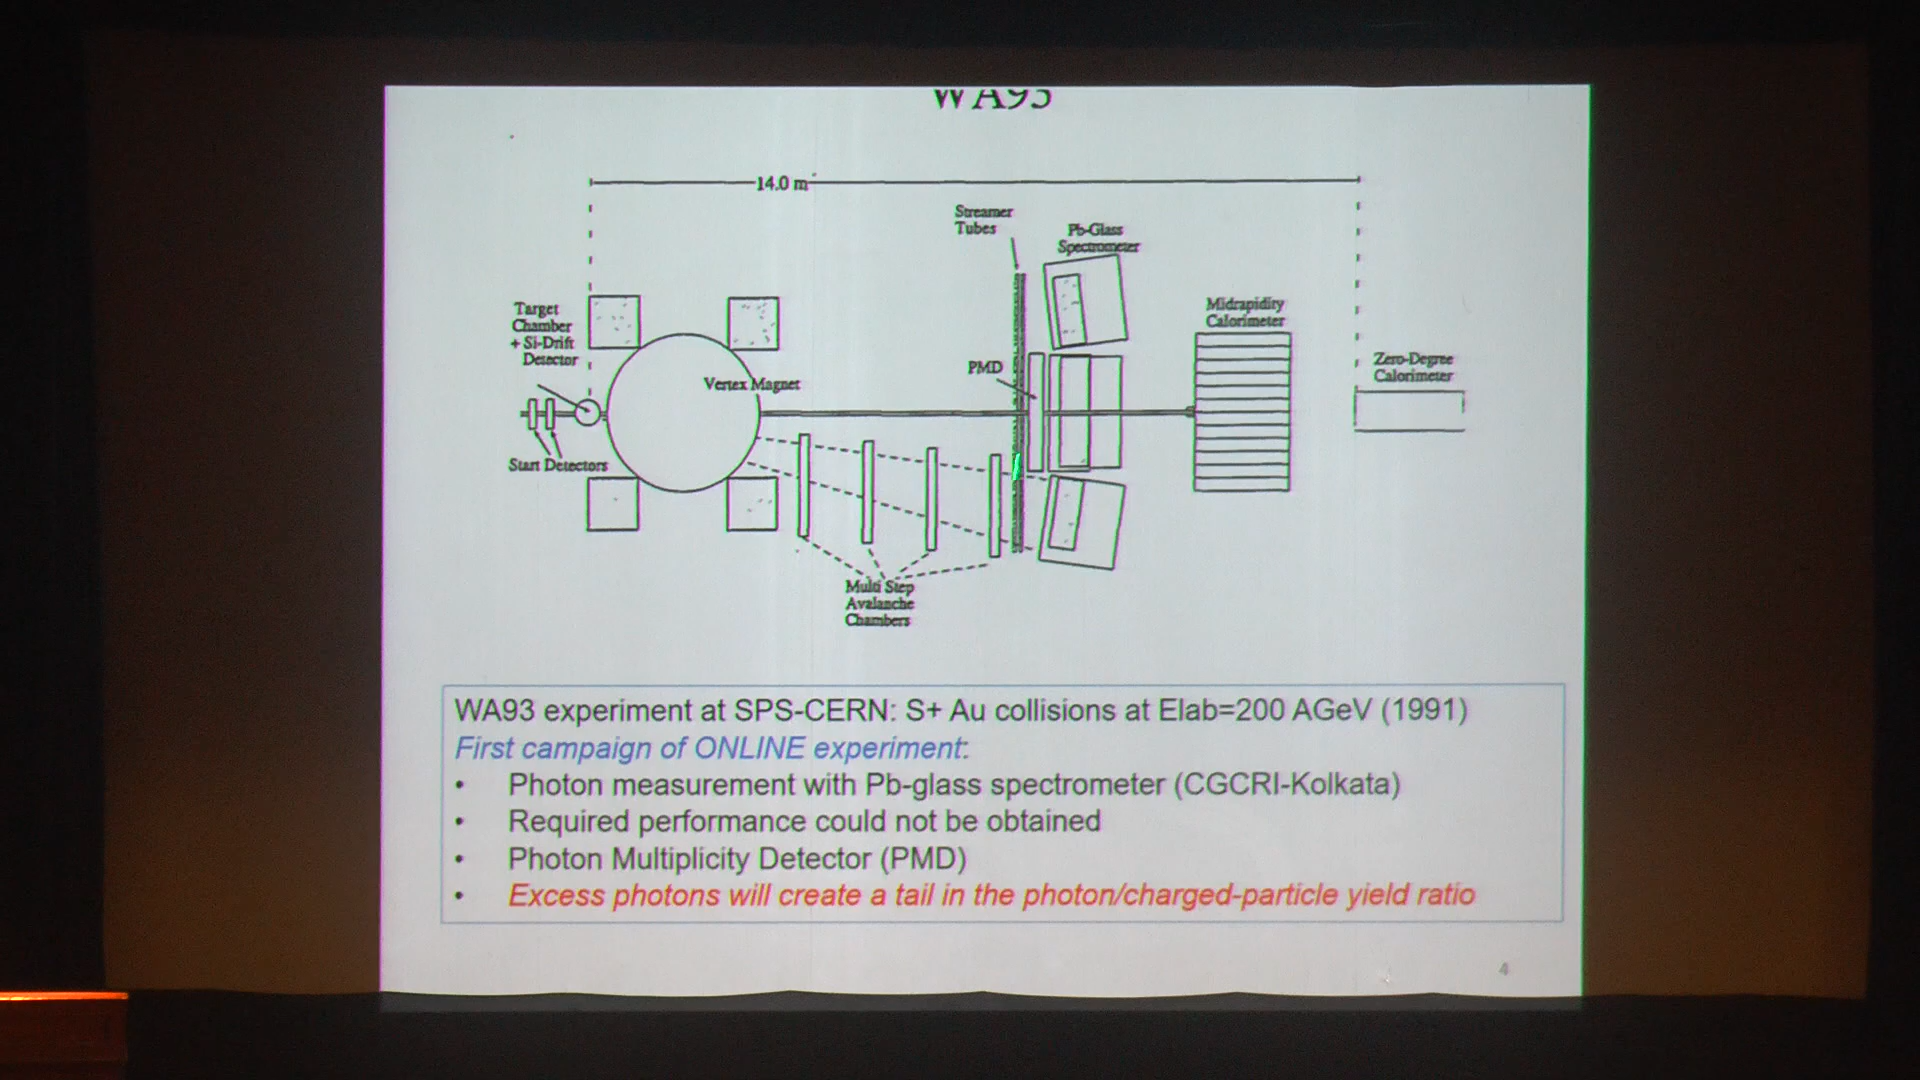 WA93
14.0 m
Streamer
Tubes
Pb-Glass
Spectrometer
Target
Chamber
+ Si-Drift
Detector
Midrapidity
Calorimeter
Zero-Degree
Calorimeter
PMD
Vertex Magnet
Start Detectors
Multi Step
Avalanche
Chambers
WA93 experiment at SPS-CERN: S+ Au collisions at Elab=200 AGeV (1991)
First campaign of ONLINE experiment:
• Photon measurement with Pb-glass spectrometer (CGCRI-Kolkata)
• Required performance could not be obtained
• Photon Multiplicity Detector (PMD)
• Excess photons will create a tail in the photon/charged-particle yield ratio
4